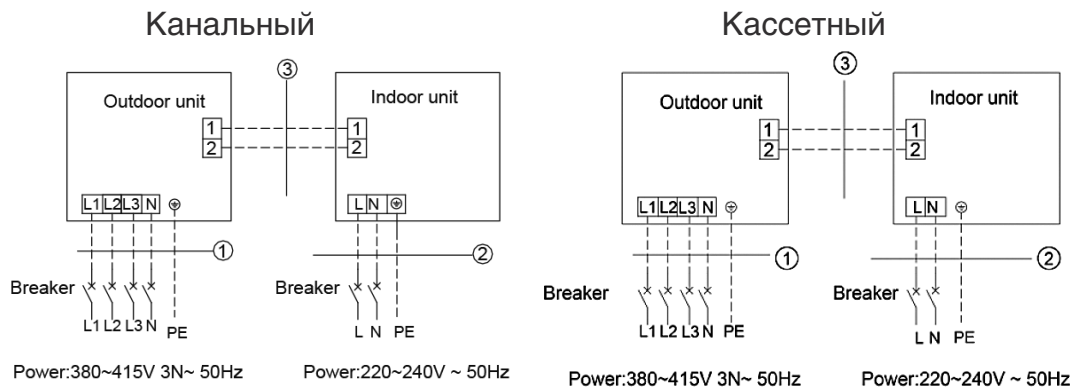 Канальный
③
Outdoor unit
Indoor unit
1 1
2 2
L1 L2 L3 N
L N
①
②
Breaker
Breaker
L1 L2 L3 N PE
L N PE
Power:380~415V 3N~ 50Hz
Power:220~240V ~ 50Hz
Кассетный
③
Outdoor unit
Indoor unit
1 1
2 2
L1 L2 L3 N
L N
①
②
Breaker
Breaker
L1 L2 L3 N PE
L N PE
Power:380~415V 3N~ 50Hz
Power:220~240V ~ 50Hz